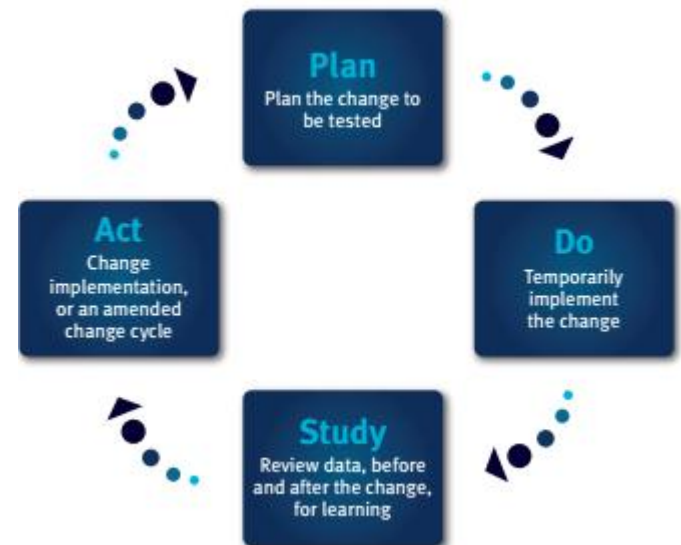 Plan
Plan the change to
be tested
Do
Temporarily
implement
the change
Study
Review data, before
and after the change,
for learning
Act
Change
implementation,
or an amended
change cycle